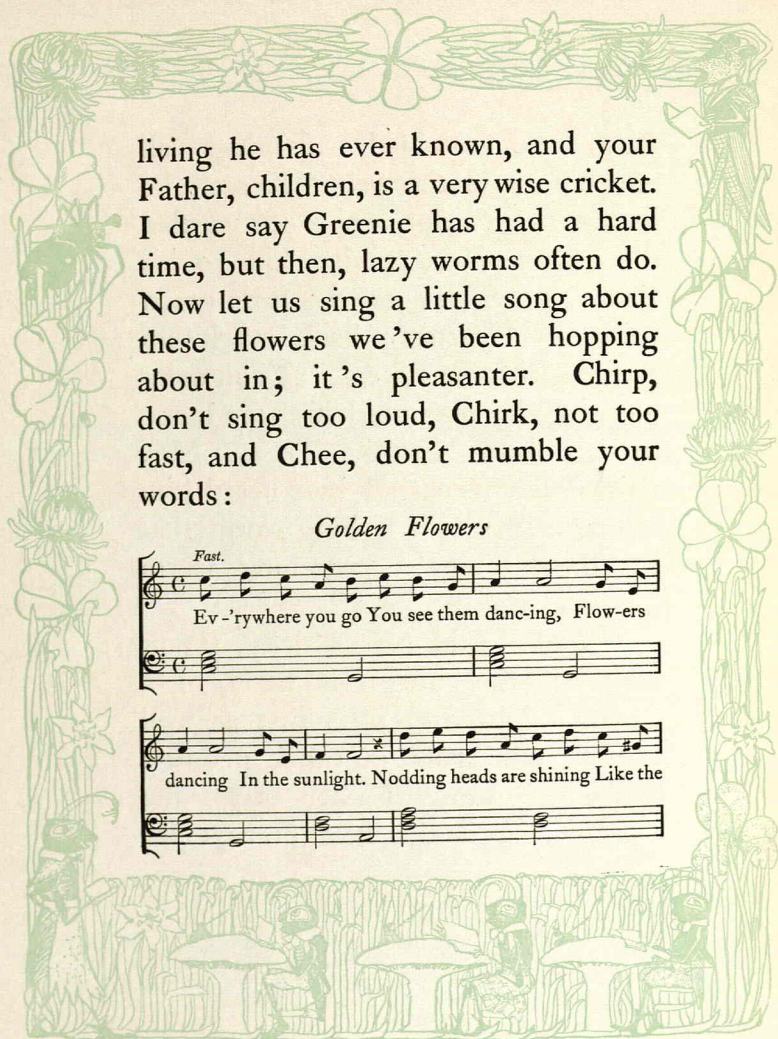 living he has ever known, and your
Father, children, is a very wise cricket.
I dare say Greenie has had a hard
time, but then, lazy worms often do.
Now let us sing a little song about
these flowers we've been hopping
about in; it's pleasanter. Chirp,
don't sing too loud, Chirk, not too
fast, and Chee, don't mumble your
words:
Golden Flowers
Fast.
Ev-'rywhere you go You see them danc-ing, Flow-ers
dancing In the sunlight. Nodding heads are shining Like the